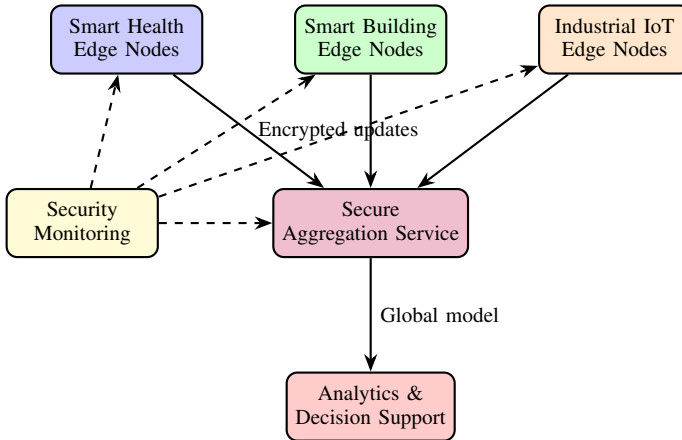 Smart Health
Edge Nodes
Smart Building
Edge Nodes
Industrial IoT
Edge Nodes
Encrypted updates
Security
Monitoring
Secure
Aggregation Service
Global model
Analytics &
Decision Support